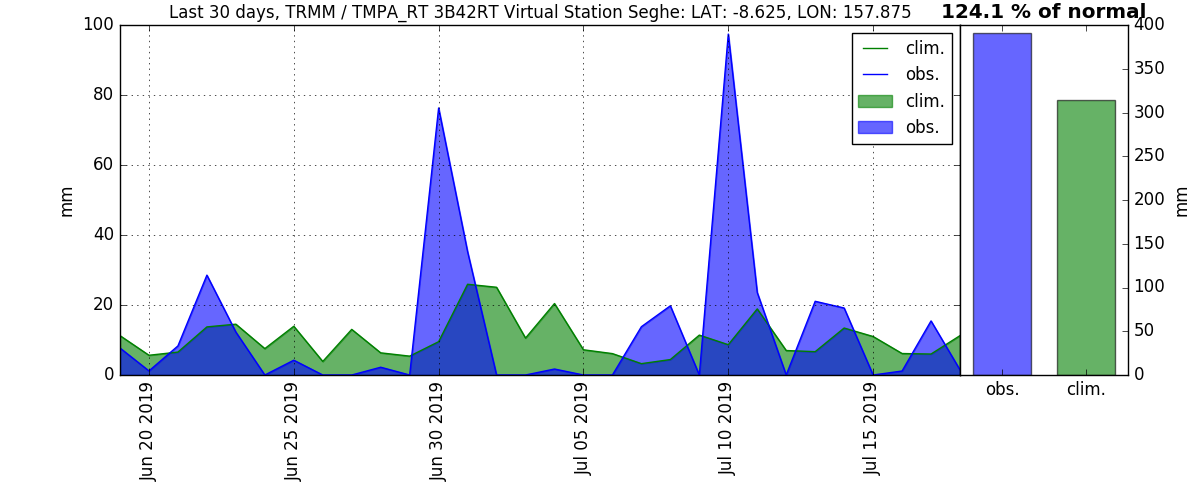 Last 30 days, TRMM / TMPA_RT 3B42RT Virtual Station Seghe: LAT: -8.625, LON: 157.875
124.1 % of normal
100
80
60
40
20
0
mm
clim.
obs.
clim.
obs.
400
350
300
250
200
150
100
50
0
mm
obs.
clim.
Jun 20 2019
Jun 25 2019
Jun 30 2019
Jul 05 2019
Jul 10 2019
Jul 15 2019